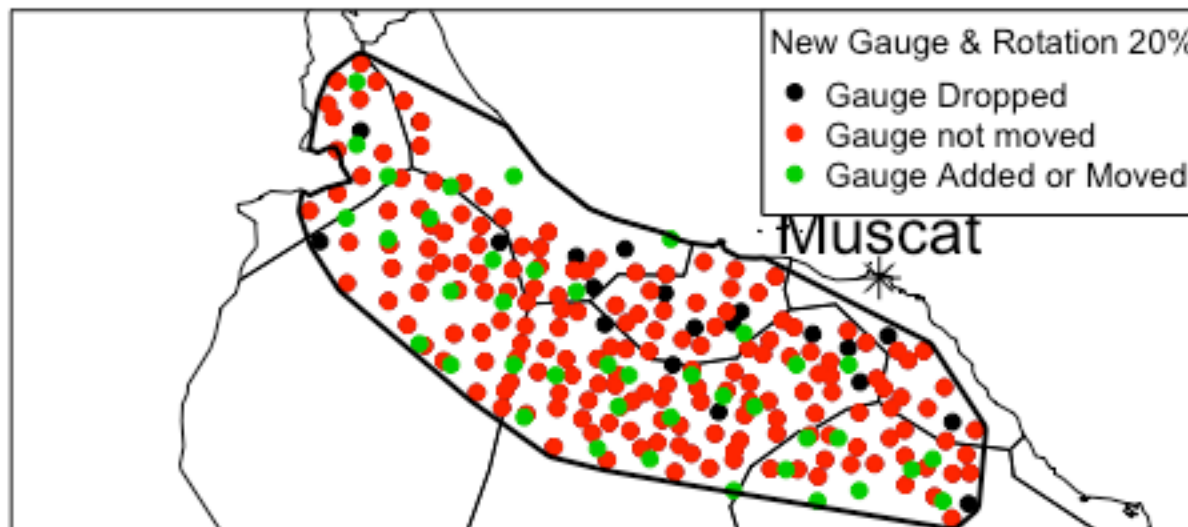 New Gauge & Rotation 20%
Gauge Dropped
Gauge not moved
Gauge Added or Moved
Muscat